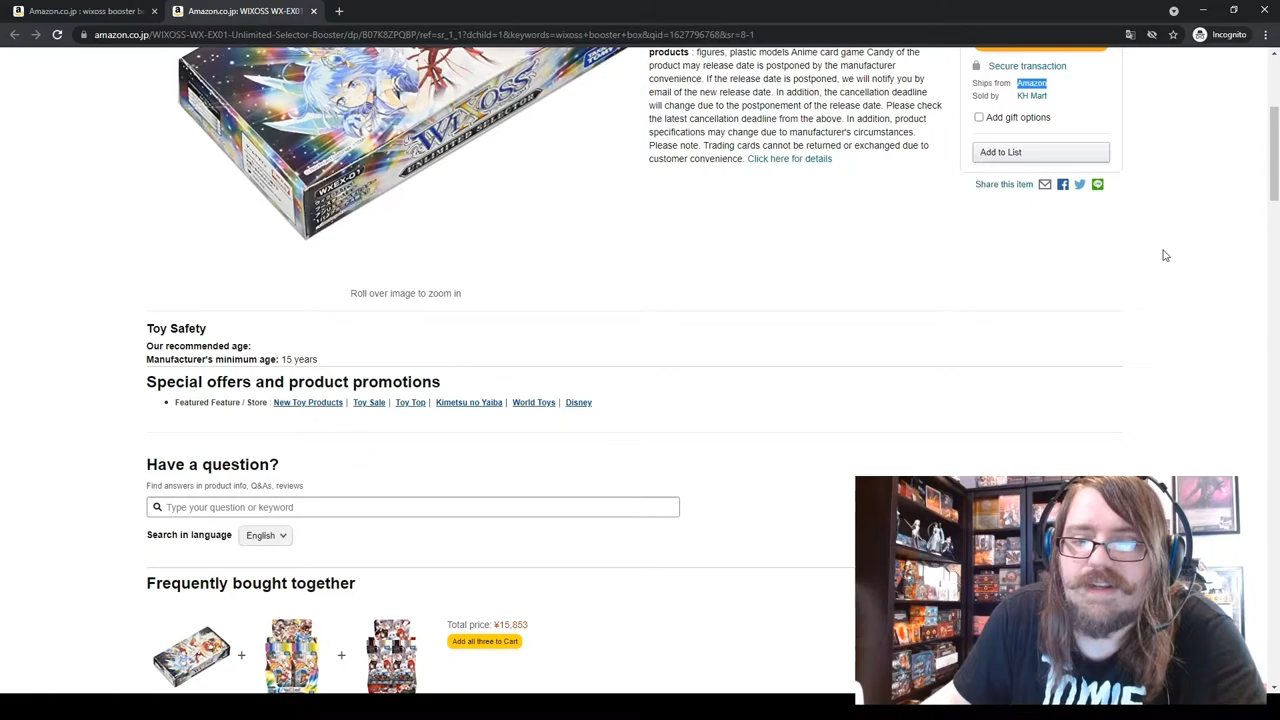 Amazon.co.jp : wixoss booster b
Amazon.co.jp: WIXOSS WX-EX01
amazon.co.jp/WIXOSS-WX-EX01-Unlimited-Selector-Booster/dp/B07K8ZPQBP/ref=sr_1_1?dchild=1&keywords=wixoss+booster+box&qid=1627796768&sr=8-1
Incognito
products : figures, plastic models Anime card game Candy of the
product may release date is postponed by the manufacturer
convenience. If the release date is postponed, we will notify you by
email of the new release date. In addition, the cancellation deadline
will change due to the postponement of the release date. Please check
the latest cancellation deadline from the above. In addition, product
specifications may change due to manufacturer's circumstances.
Please note. Trading cards cannot be returned or exchanged due to
customer convenience. Click here for details
Secure transaction
Ships from Amazon
Sold by KH Mart
Add gift options
Add to List
Share this item
WIXOSS
UNLIMITED SELECTOR
WXEX-01
Roll over image to zoom in
Toy Safety
Our recommended age:
Manufacturer's minimum age: 15 years
Special offers and product promotions
Featured Feature / Store : New Toy Products | Toy Sale | Toy Top | Kimetsu no Yaiba | World Toys | Disney
Have a question?
Find answers in product info, Q&As, reviews
Type your question or keyword
Search in language English
Frequently bought together
Total price: ¥15,853
Add all three to Cart